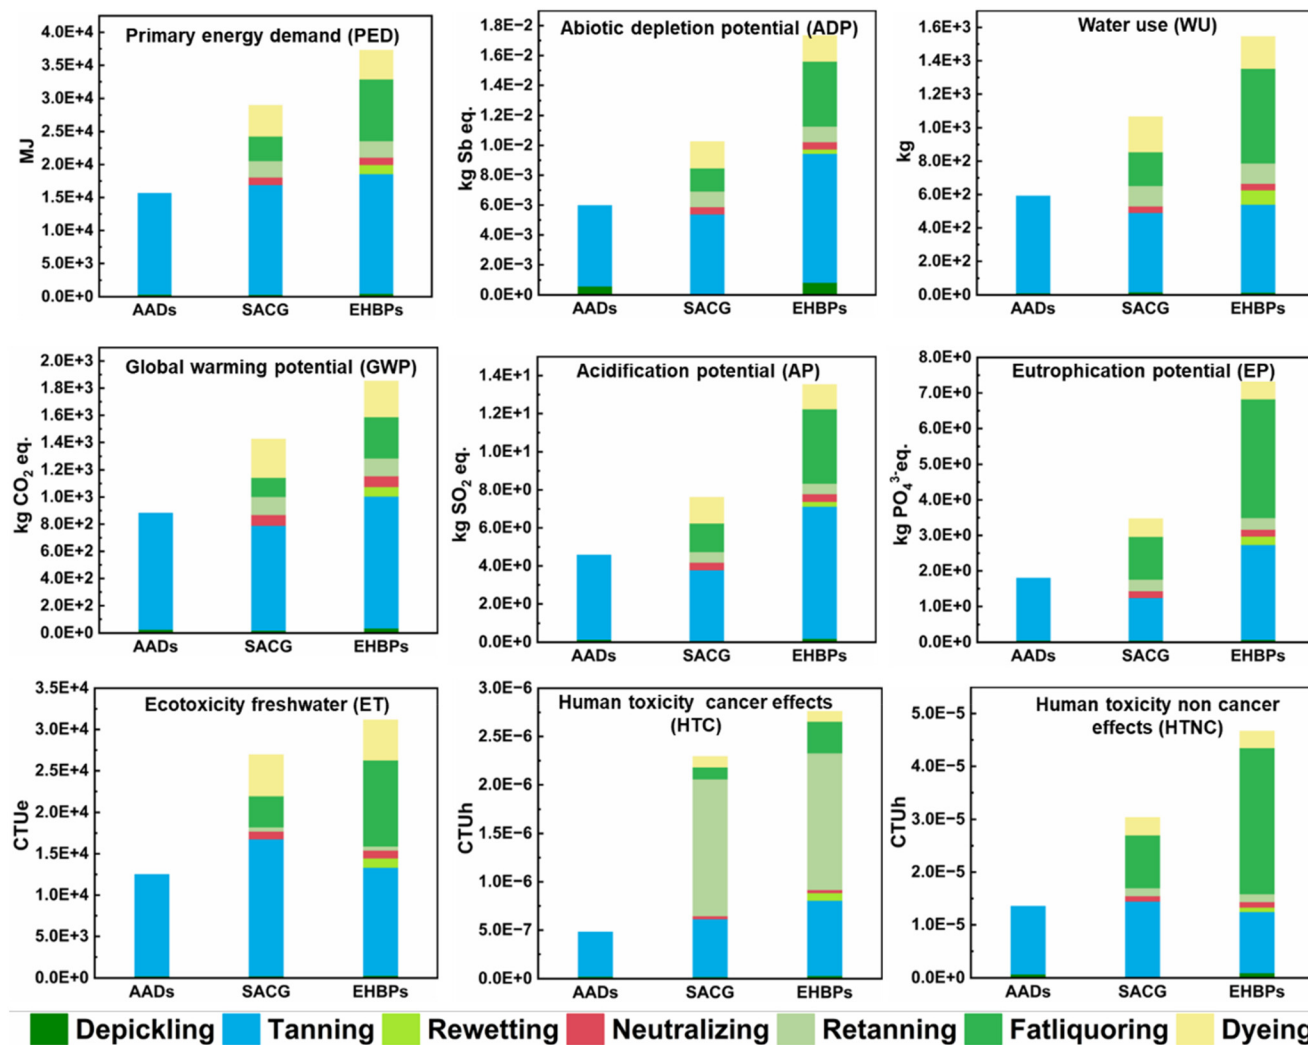 Primary energy demand (PED)
MJ
4.0E+4
3.5E+4
3.0E+4
2.5E+4
2.0E+4
1.5E+4
1.0E+4
5.0E+3
0.0E+0
AADs SACG EHBPs
Abiotic depletion potential (ADP)
kg Sb eq.
1.8E−2
1.6E−2
1.4E−2
1.2E−2
1.0E−2
8.0E−3
6.0E−3
4.0E−3
2.0E−3
0.0E+0
AADs SACG EHBPs
Water use (WU)
kg
1.6E+3
1.4E+3
1.2E+3
1.0E+3
8.0E+2
6.0E+2
4.0E+2
2.0E+2
0.0E+0
AADs SACG EHBPs
Global warming potential (GWP)
kg CO₂ eq.
2.0E+3
1.8E+3
1.6E+3
1.4E+3
1.2E+3
1.0E+3
8.0E+2
6.0E+2
4.0E+2
2.0E+2
0.0E+0
AADs SACG EHBPs
Acidification potential (AP)
kg SO₂ eq.
1.4E+1
1.2E+1
1.0E+1
8.0E+0
6.0E+0
4.0E+0
2.0E+0
0.0E+0
AADs SACG EHBPs
Eutrophication potential (EP)
kg PO₄³⁻eq.
8.0E+0
7.0E+0
6.0E+0
5.0E+0
4.0E+0
3.0E+0
2.0E+0
1.0E+0
0.0E+0
AADs SACG EHBPs
Ecotoxicity freshwater (ET)
CTUe
3.5E+4
3.0E+4
2.5E+4
2.0E+4
1.5E+4
1.0E+4
5.0E+3
0.0E+0
AADs SACG EHBPs
Human toxicity cancer effects
(HTC)
CTUh
3.0E−6
2.5E−6
2.0E−6
1.5E−6
1.0E−6
5.0E−7
0.0E+0
AADs SACG EHBPs
Human toxicity non cancer
effects (HTNC)
CTUh
5.0E−5
4.0E−5
3.0E−5
2.0E−5
1.0E−5
0.0E+0
AADs SACG EHBPs
Depickling Tanning Rewetting Neutralizing Retanning Fatliquoring Dyeing